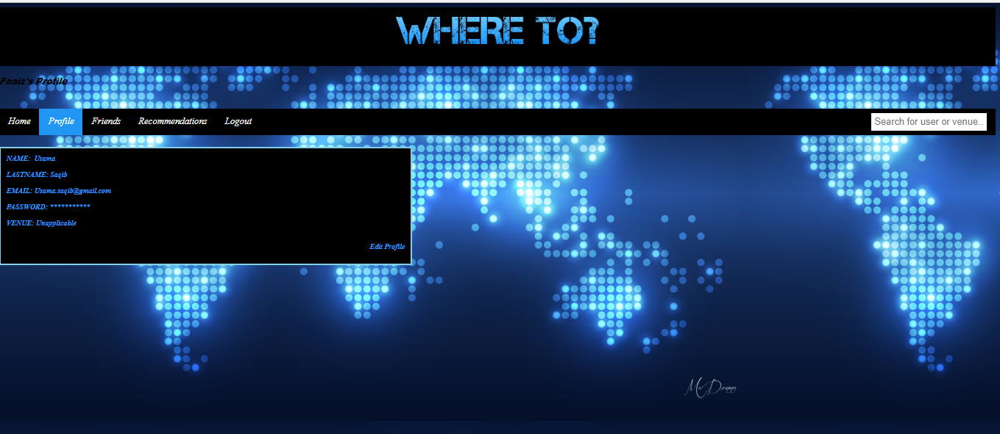 WHERE TO?
Faaiz's Profile
Home Profile Friends Recommendations Logout Search for user or venue..
NAME: Usama
LASTNAME: Saqib
EMAIL: Usama.saqib@gmail.com
PASSWORD: ***********
VENUE: Unapplicable
Edit Profile